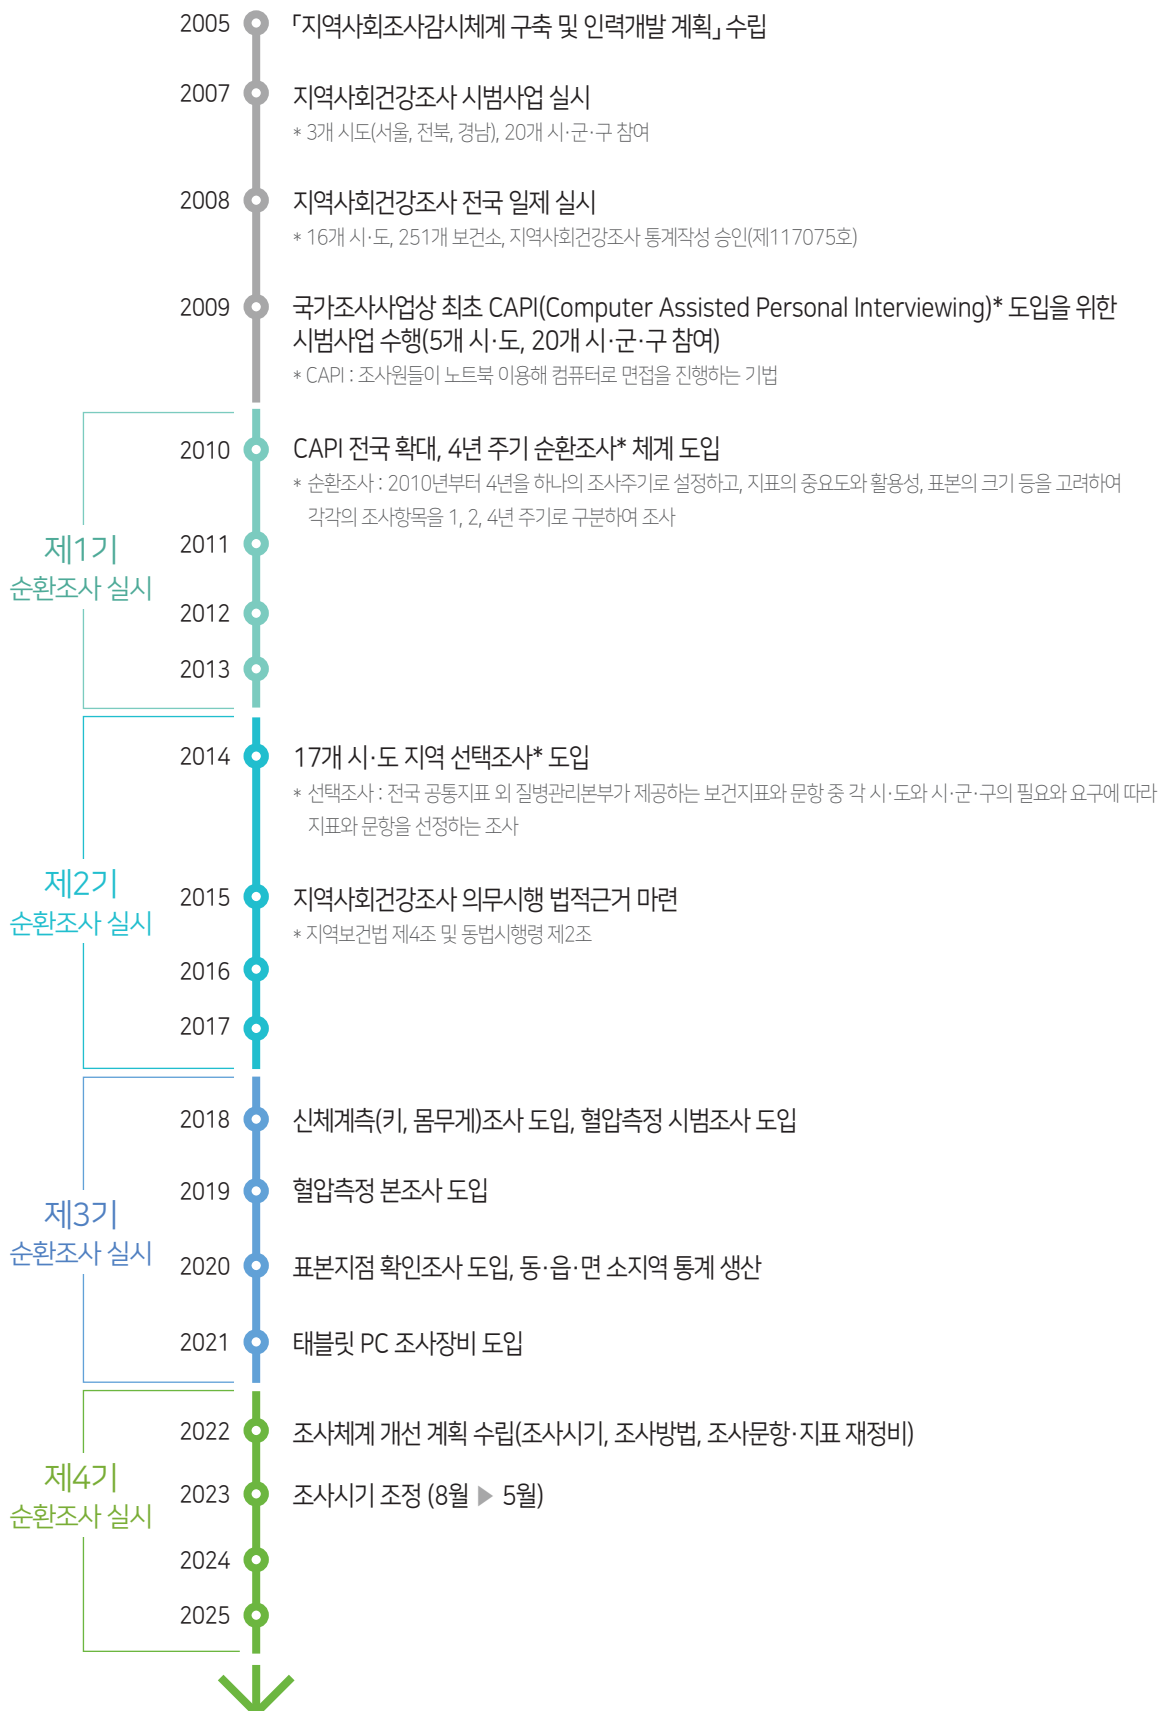 2005 「지역사회조사감시체계 구축 및 인력개발 계획」 수립
2007 지역사회건강조사 시범사업 실시
* 3개 시도(서울, 전북, 경남), 20개 시·군·구 참여
2008 지역사회건강조사 전국 일제 실시
* 16개 시·도, 251개 보건소, 지역사회건강조사 통계작성 승인(제117075호)
2009 국가조사사업상 최초 CAPI(Computer Assisted Personal Interviewing)* 도입을 위한
시범사업 수행(5개 시·도, 20개 시·군·구 참여)
* CAPI : 조사원들이 노트북 이용해 컴퓨터로 면접을 진행하는 기법
제1기
순환조사 실시
2010 CAPI 전국 확대, 4년 주기 순환조사* 체계 도입
* 순환조사 : 2010년부터 4년을 하나의 조사주기로 설정하고, 지표의 중요도와 활용성, 표본의 크기 등을 고려하여
각각의 조사항목을 1, 2, 4년 주기로 구분하여 조사
2011
2012
2013
제2기
순환조사 실시
2014 17개 시·도 지역 선택조사* 도입
* 선택조사 : 전국 공통지표 외 질병관리본부가 제공하는 보건지표와 문항 중 각 시·도와 시·군·구의 필요와 요구에 따라
지표와 문항을 선정하는 조사
2015 지역사회건강조사 의무시행 법적근거 마련
* 지역보건법 제4조 및 동법시행령 제2조
2016
2017
제3기
순환조사 실시
2018 신체계측(키, 몸무게)조사 도입, 혈압측정 시범조사 도입
2019 혈압측정 본조사 도입
2020 표본지점 확인조사 도입, 동·읍·면 소지역 통계 생산
2021 태블릿 PC 조사장비 도입
제4기
순환조사 실시
2022 조사체계 개선 계획 수립(조사시기, 조사방법, 조사문항·지표 재정비)
2023 조사시기 조정 (8월 ▶ 5월)
2024
2025